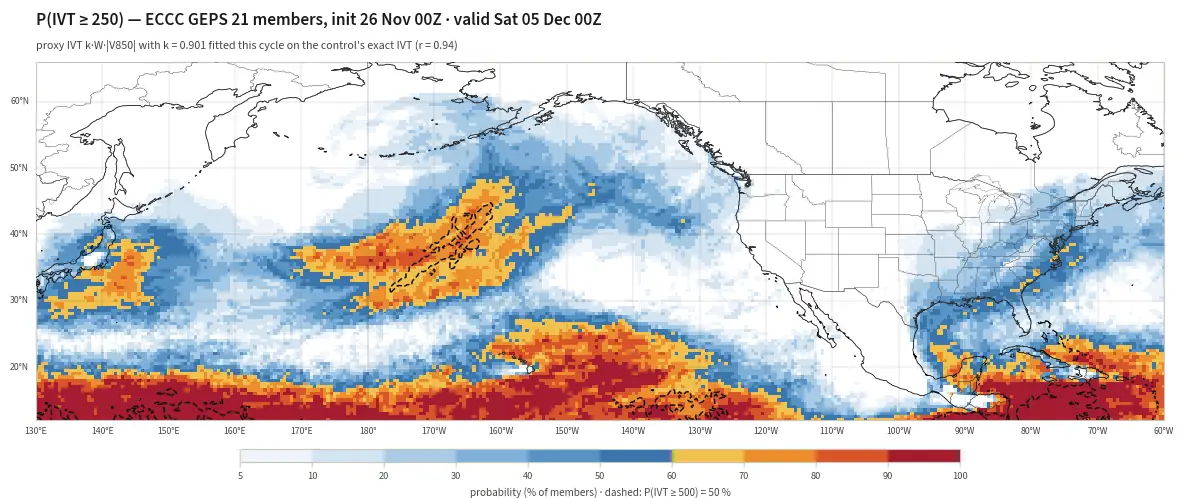 P(IVT ≥ 250) — ECCC GEPS 21 members, init 26 Nov 00Z · valid Sat 05 Dec 00Z
proxy IVT k·W·|V850| with k = 0.901 fitted this cycle on the control's exact IVT (r = 0.94)
60°N
50°N
40°N
30°N
20°N
130°E 140°E 150°E 160°E 170°E 180° 170°W 160°W 150°W 140°W 130°W 120°W 110°W 100°W 90°W 80°W 70°W 60°W
5 10 20 30 40 50 60 70 80 90 100
probability (% of members) · dashed: P(IVT ≥ 500) = 50 %